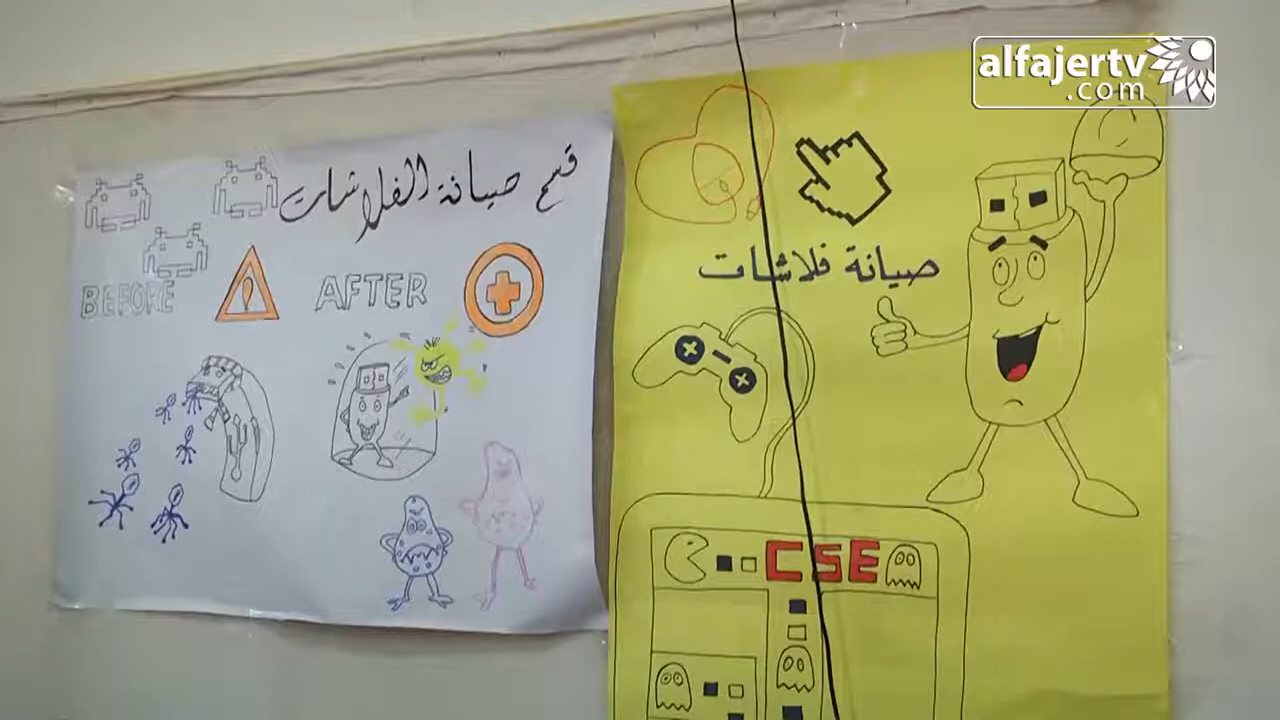 alfajertv
.com
قسم صيانة الفلاشات
BEFORE
AFTER
صيانة فلاشات
CSE